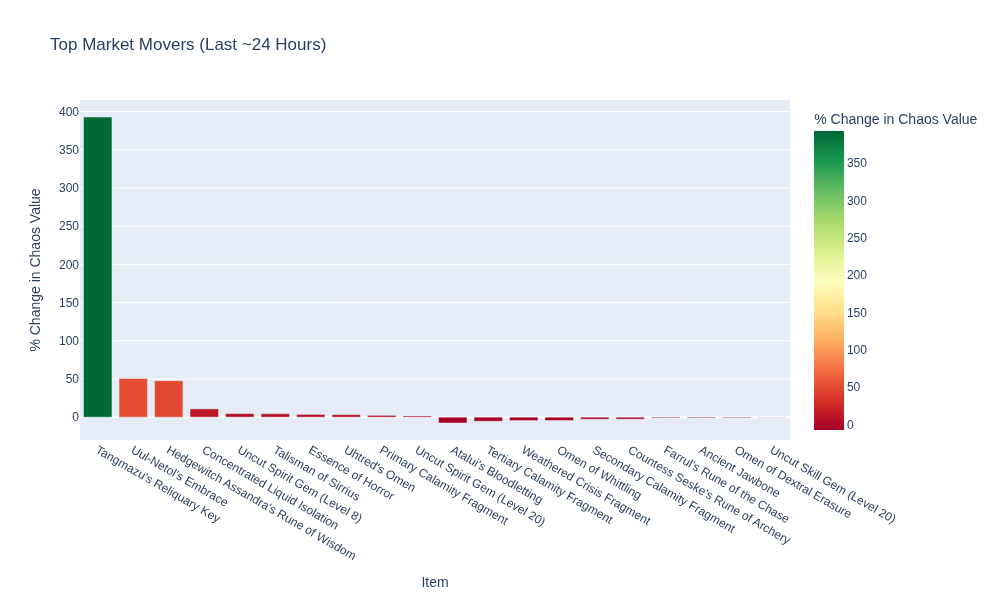 Top Market Movers (Last ~24 Hours)
% Change in Chaos Value
400
350
300
250
200
150
100
50
0
% Change in Chaos Value
350
300
250
200
150
100
50
0
Tangmazu's Reliquary Key
Uul-Netol's Embrace
Hedgewitch Assandra's Rune of Wisdom
Concentrated Liquid Isolation
Uncut Spirit Gem (Level 8)
Talisman of Sirrius
Essence of Horror
Uhtred's Omen
Primary Calamity Fragment
Uncut Spirit Gem (Level 20)
Atalui's Bloodletting
Tertiary Calamity Fragment
Weathered Crisis Fragment
Omen of Whittling
Secondary Calamity Fragment
Countess Seske's Rune of Archery
Farrul's Rune of the Chase
Ancient Jawbone
Omen of Dextral Erasure
Uncut Skill Gem (Level 20)
Item